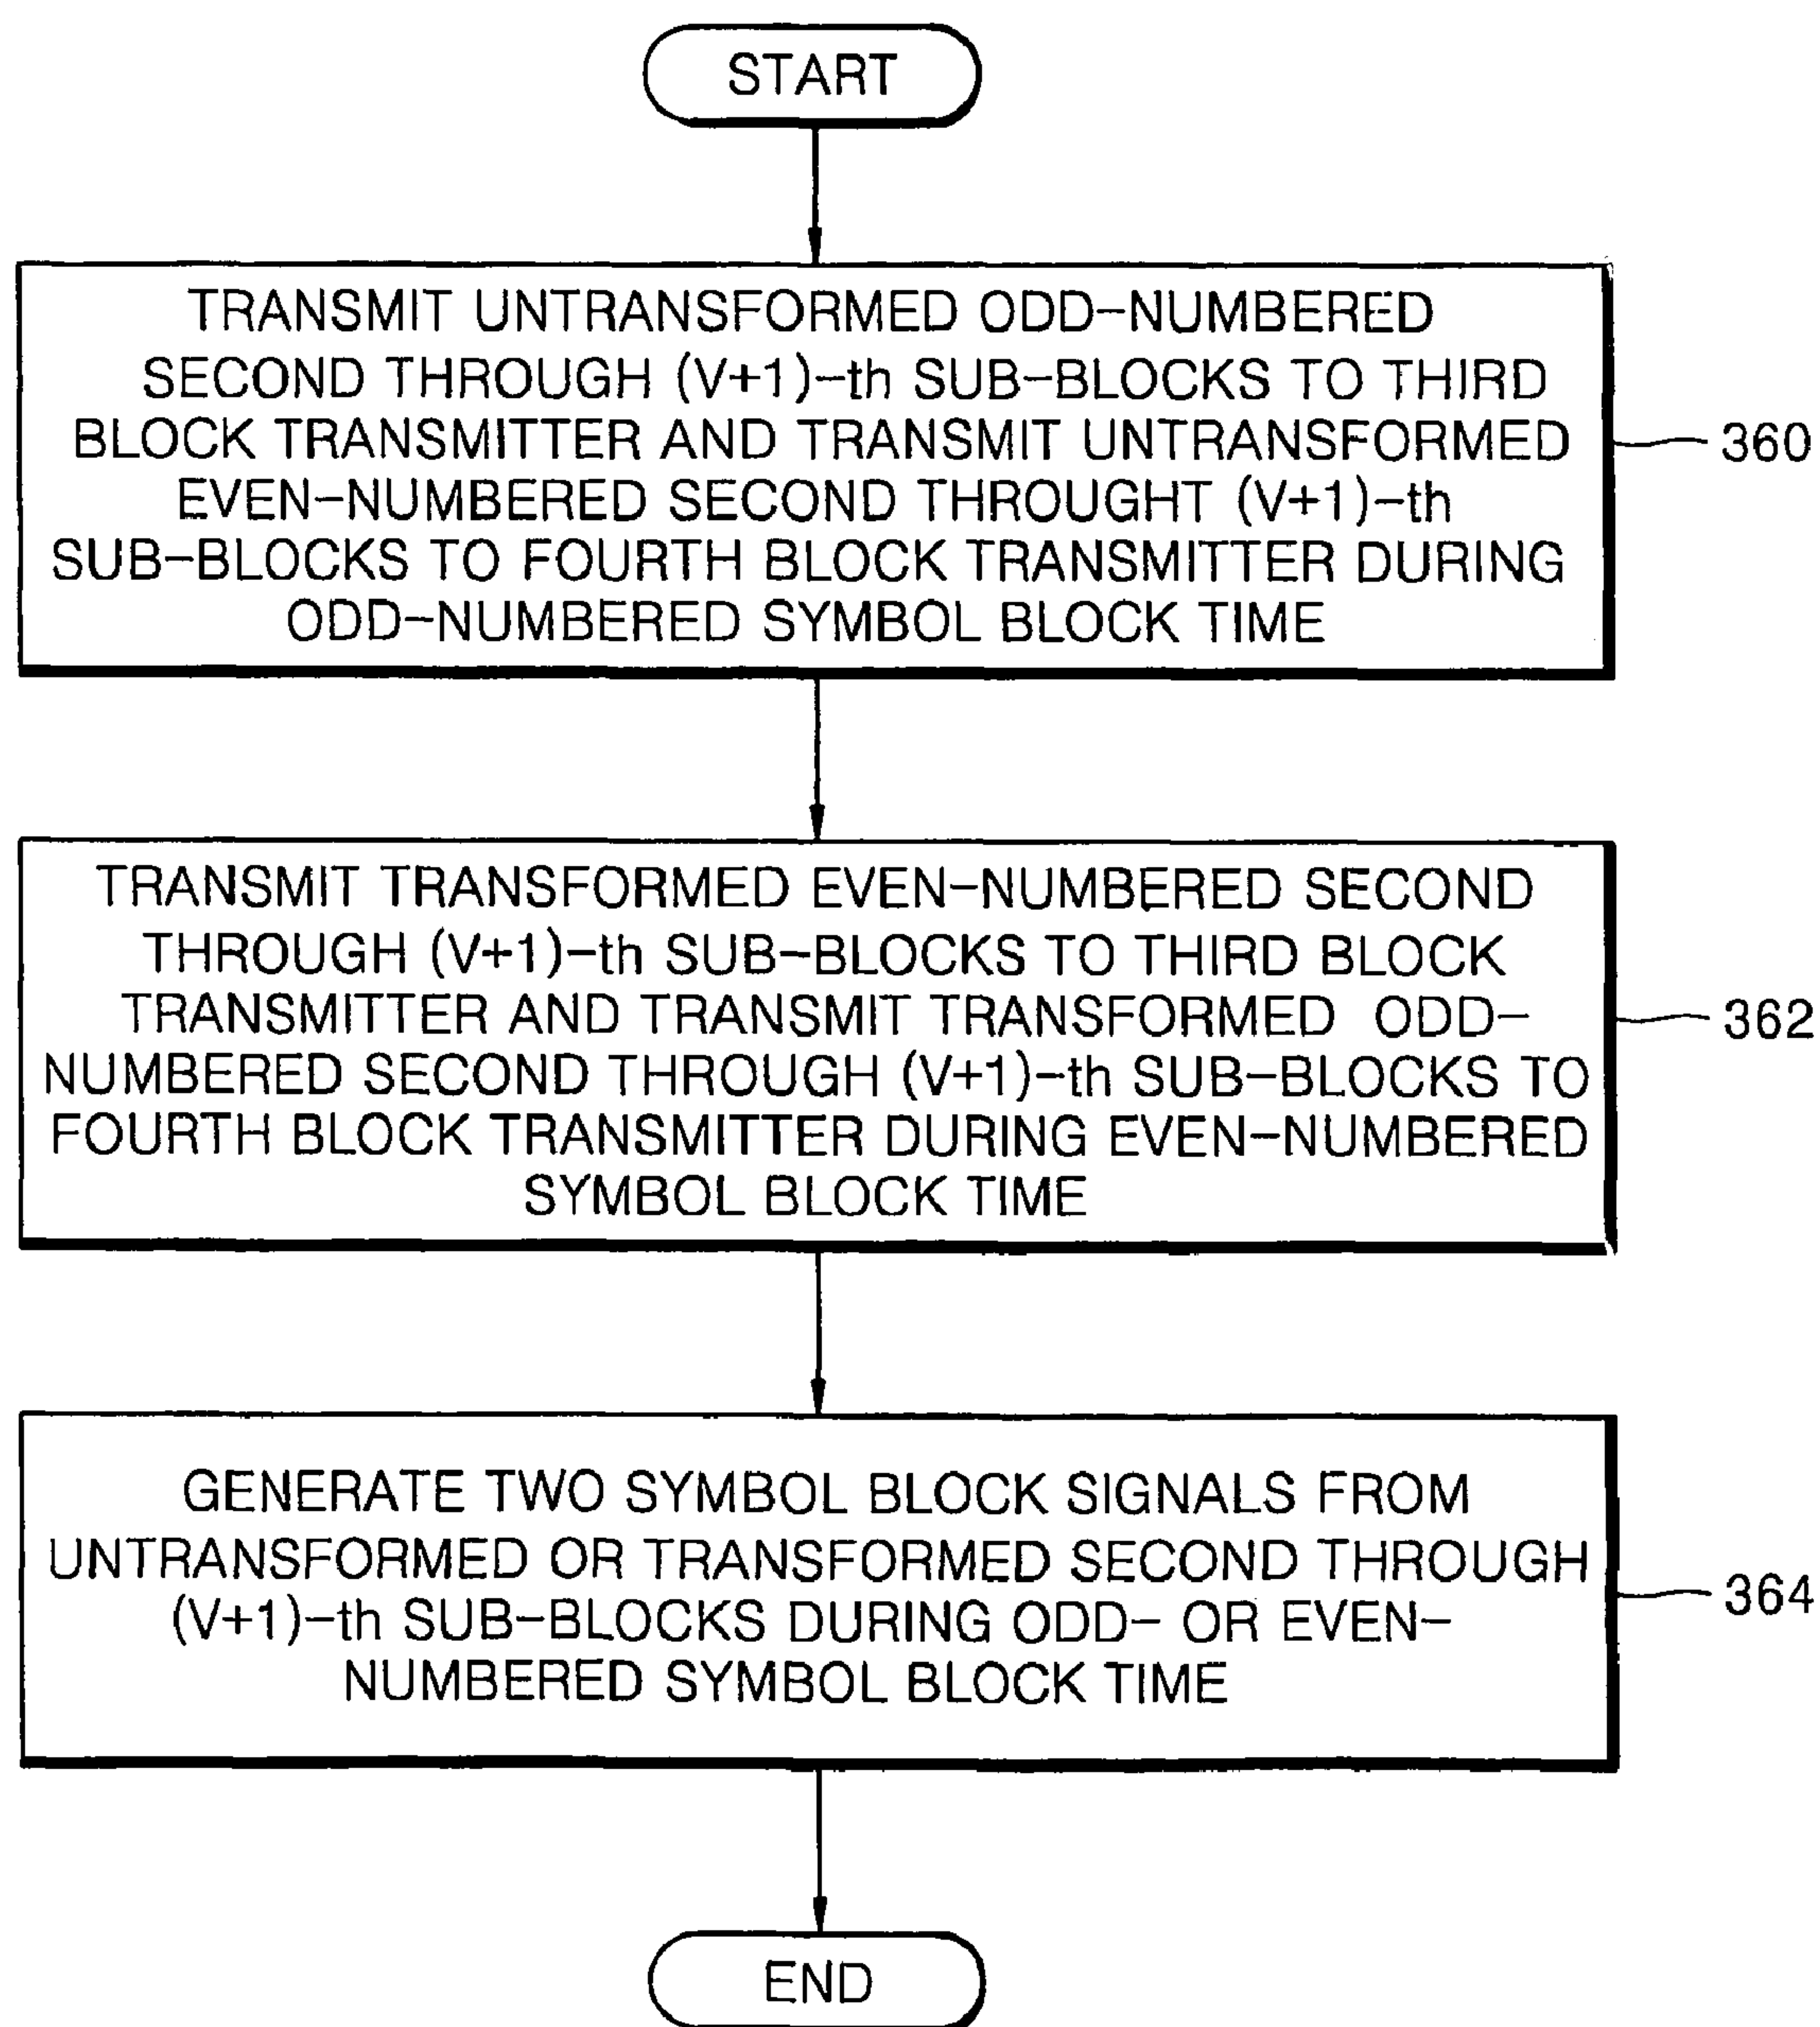 START
TRANSMIT UNTRANSFORMED ODD-NUMBERED
SECOND THROUGH (V+1)-th SUB-BLOCKS TO THIRD
BLOCK TRANSMITTER AND TRANSMIT UNTRANSFORMED
EVEN-NUMBERED SECOND THROUGHT (V+1)-th
SUB-BLOCKS TO FOURTH BLOCK TRANSMITTER DURING
ODD-NUMBERED SYMBOL BLOCK TIME
360
TRANSMIT TRANSFORMED EVEN-NUMBERED SECOND
THROUGH (V+1)-th SUB-BLOCKS TO THIRD BLOCK
TRANSMITTER AND TRANSMIT TRANSFORMED ODD-
NUMBERED SECOND THROUGH (V+1)-th SUB-BLOCKS TO
FOURTH BLOCK TRANSMITTER DURING EVEN-NUMBERED
SYMBOL BLOCK TIME
362
GENERATE TWO SYMBOL BLOCK SIGNALS FROM
UNTRANSFORMED OR TRANSFORMED SECOND THROUGH
(V+1)-th SUB-BLOCKS DURING ODD- OR EVEN-
NUMBERED SYMBOL BLOCK TIME
364
END